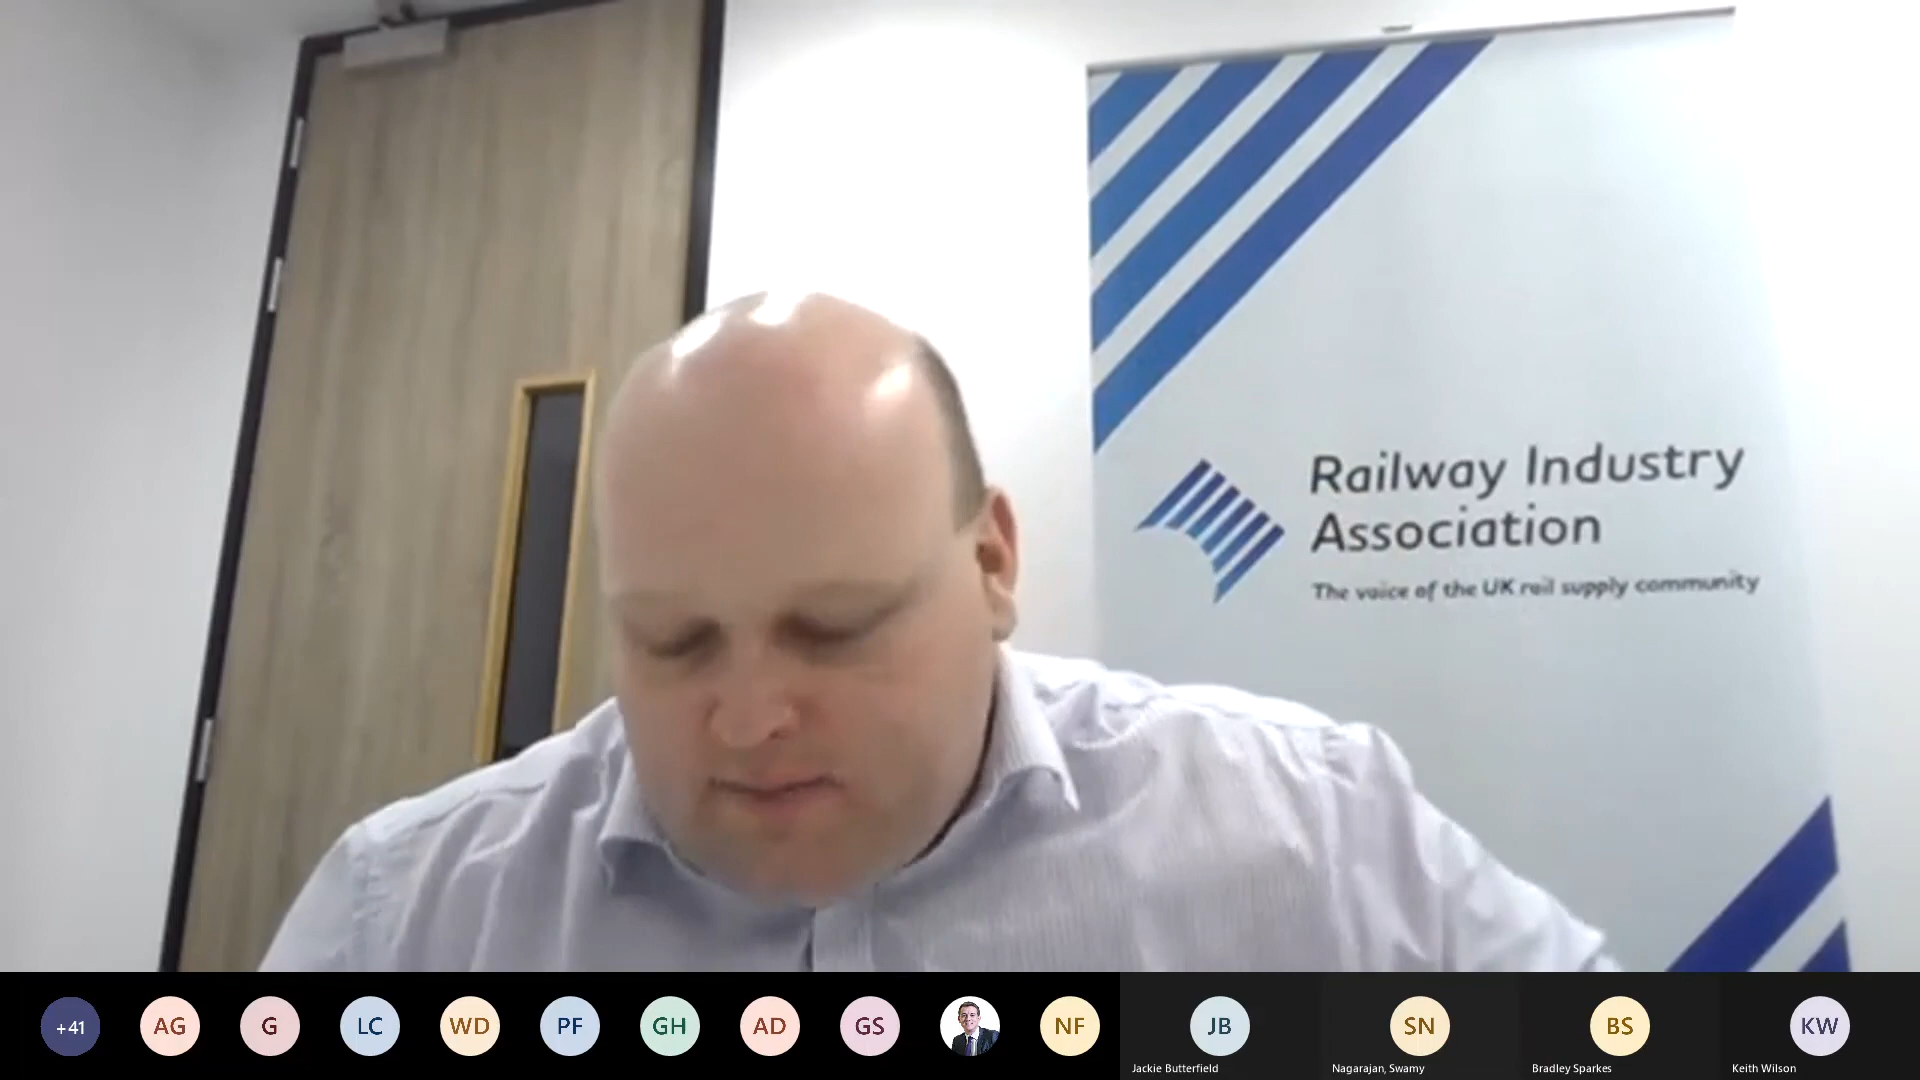 Railway Industry
Association
The voice of the UK rail supply community
+41
AG
G
LC
WD
PF
GH
AD
GS
NF
JB
SN
BS
KW
Jackie Butterfield
Nagarajan, Swamy
Bradley Sparkes
Keith Wilson